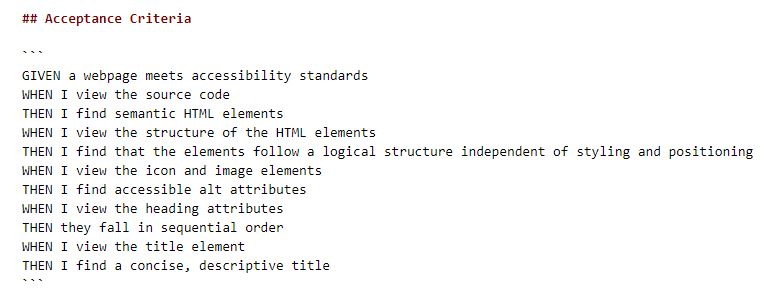 ## Acceptance Criteria
```
GIVEN a webpage meets accessibility standards
WHEN I view the source code
THEN I find semantic HTML elements
WHEN I view the structure of the HTML elements
THEN I find that the elements follow a logical structure independent of styling and positioning
WHEN I view the icon and image elements
THEN I find accessible alt attributes
WHEN I view the heading attributes
THEN they fall in sequential order
WHEN I view the title element
THEN I find a concise, descriptive title
```